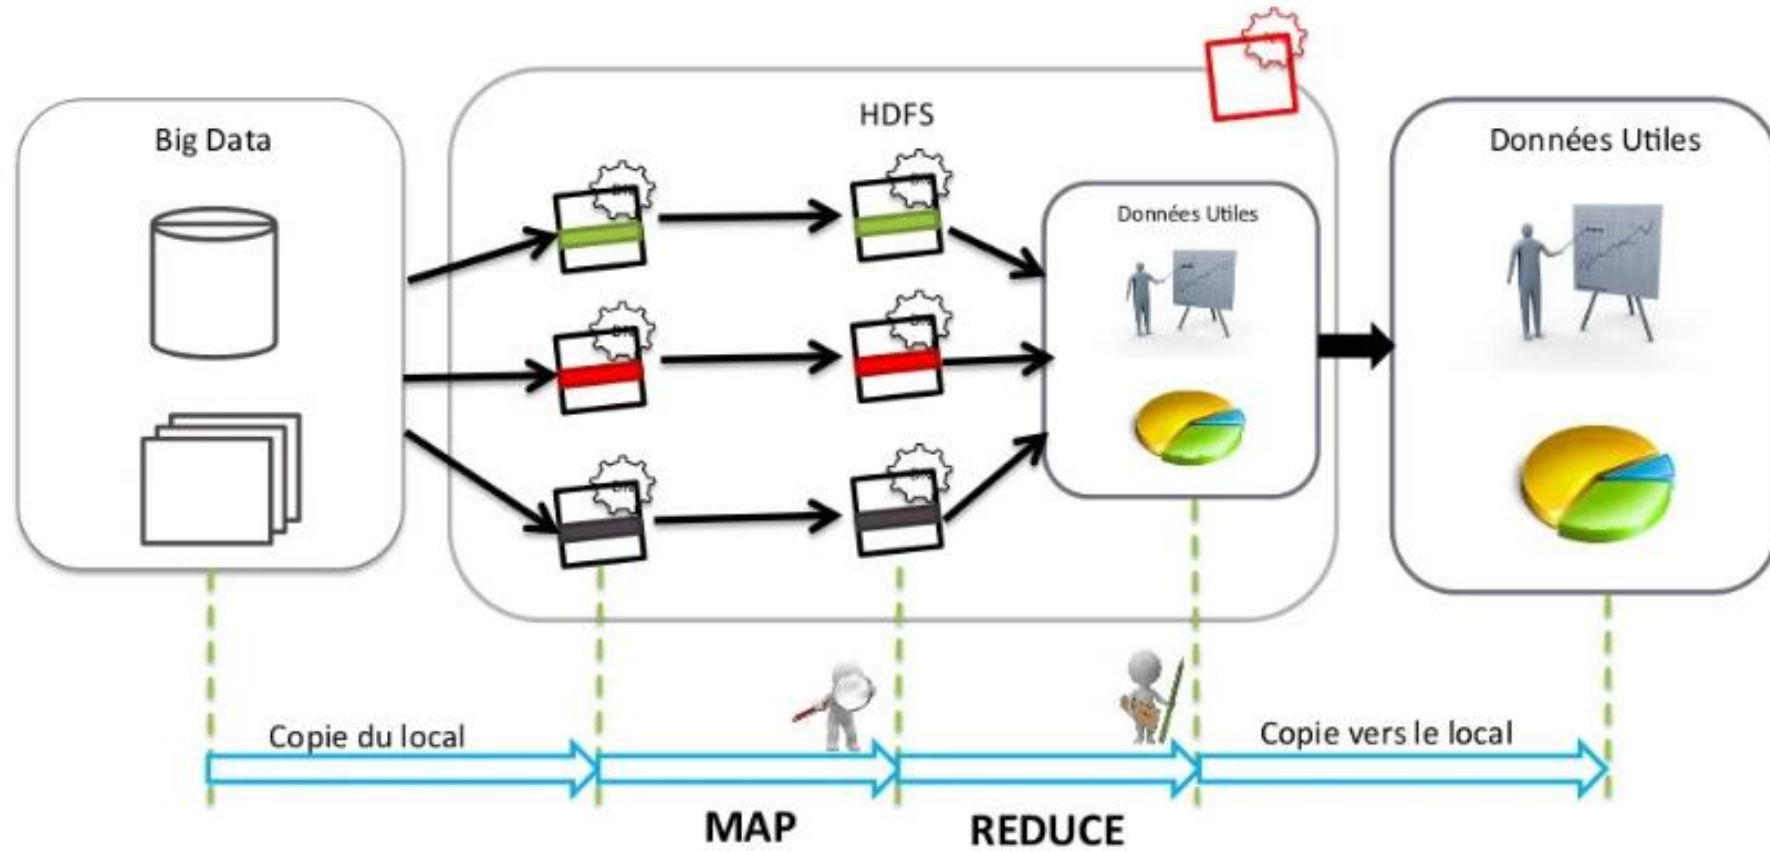 HDFS
Big Data
Données Utiles
Données Utiles
Copie du local
Copie vers le local
MAP
REDUCE